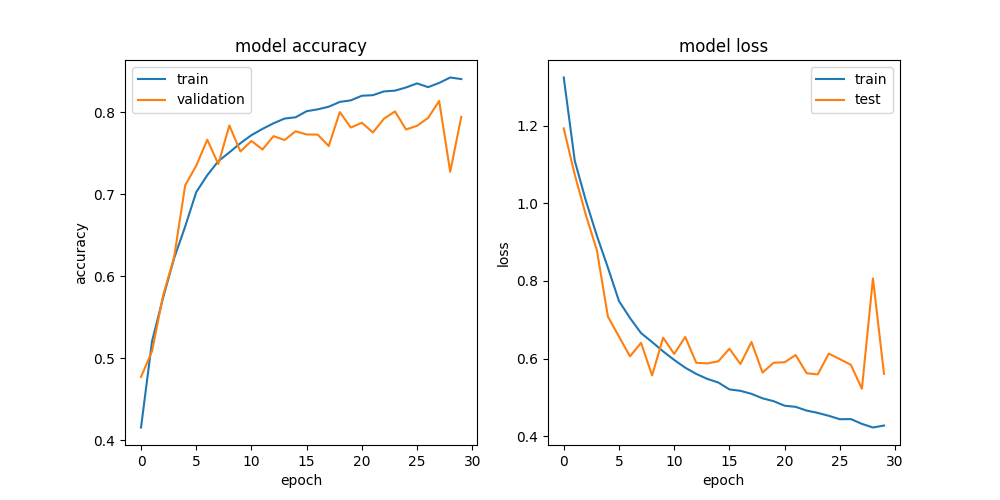 model accuracy
train
validation
0.8
0.7
0.6
0.5
0.4
accuracy
0 5 10 15 20 25 30
epoch
model loss
train
test
1.2
1.0
0.8
0.6
0.4
loss
0 5 10 15 20 25 30
epoch